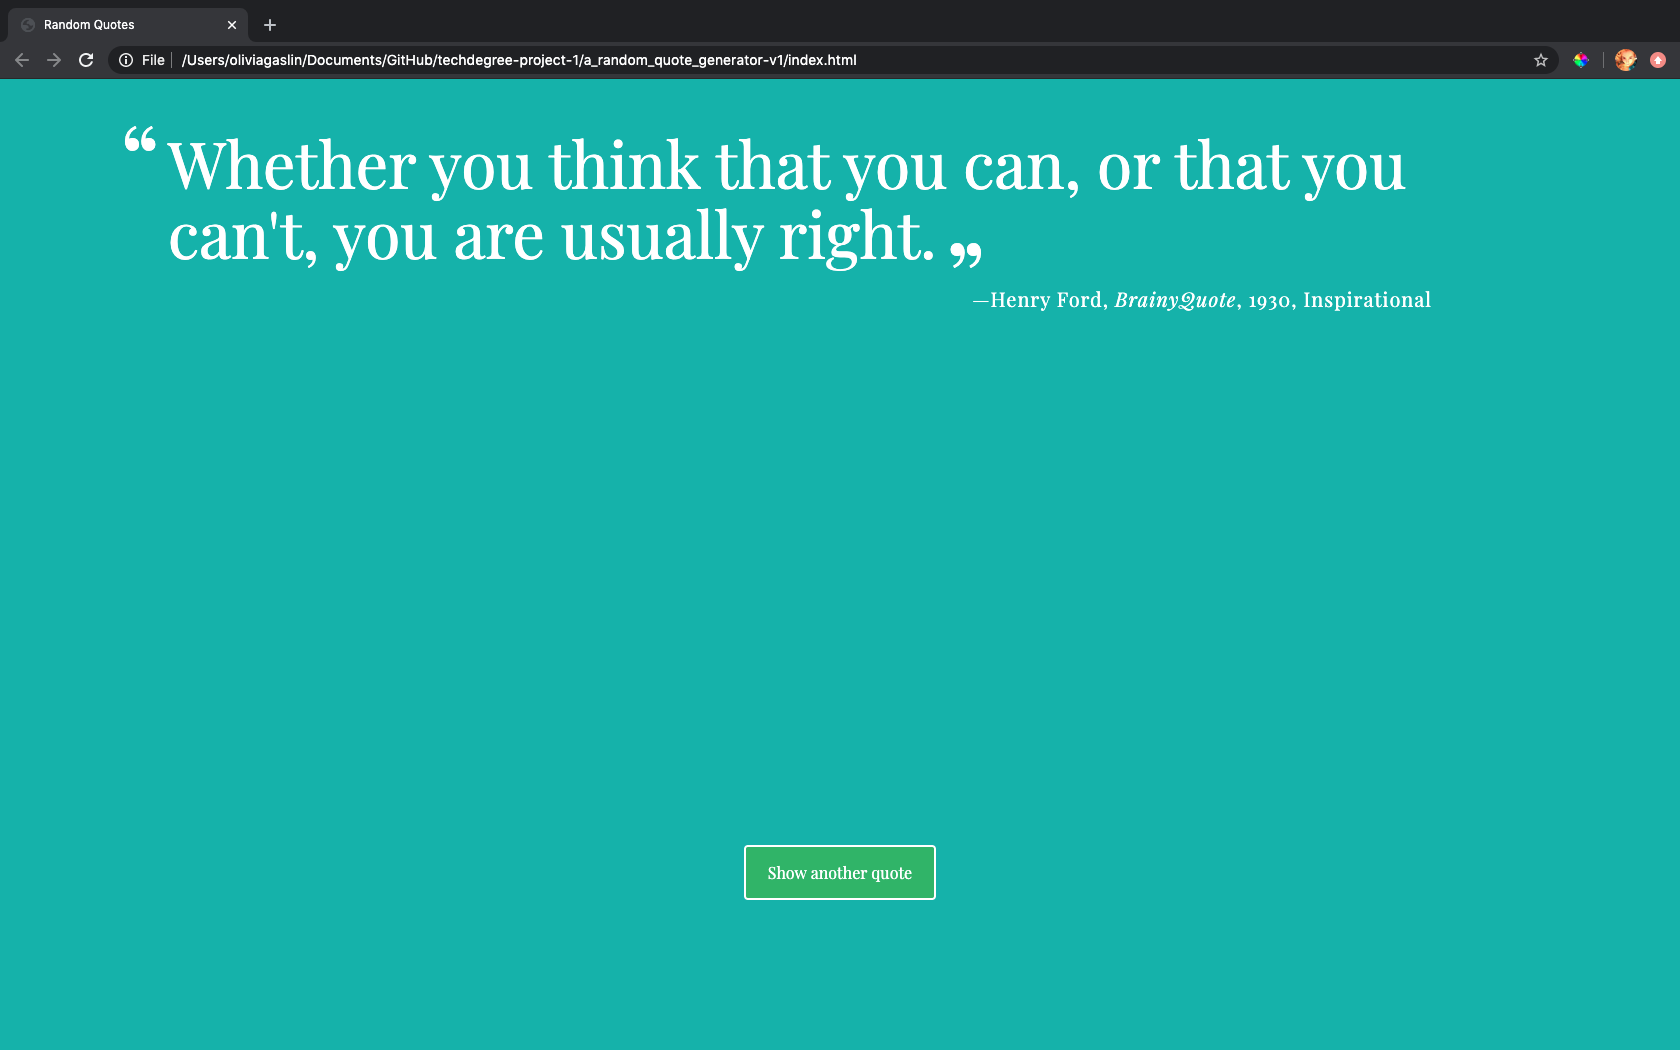 Random Quotes
File /Users/oliviagaslin/Documents/GitHub/techdegree-project-1/a_random_quote_generator-v1/index.html
“ Whether you think that you can, or that you
can't, you are usually right. ”
—Henry Ford, BrainyQuote, 1930, Inspirational
Show another quote